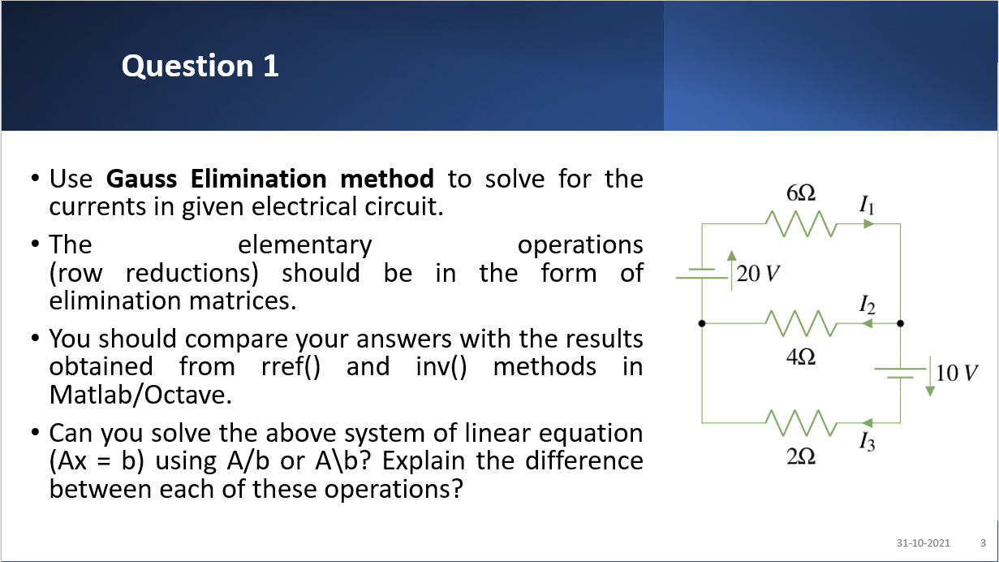 Question 1
• Use Gauss Elimination method to solve for the
currents in given electrical circuit.
• The elementary operations
(row reductions) should be in the form of
elimination matrices.
• You should compare your answers with the results
obtained from rref() and inv() methods in
Matlab/Octave.
• Can you solve the above system of linear equation
(Ax = b) using A/b or A\b? Explain the difference
between each of these operations?
6Ω
I₁
20 V
I₂
4Ω
10 V
I₃
2Ω
31-10-2021
3